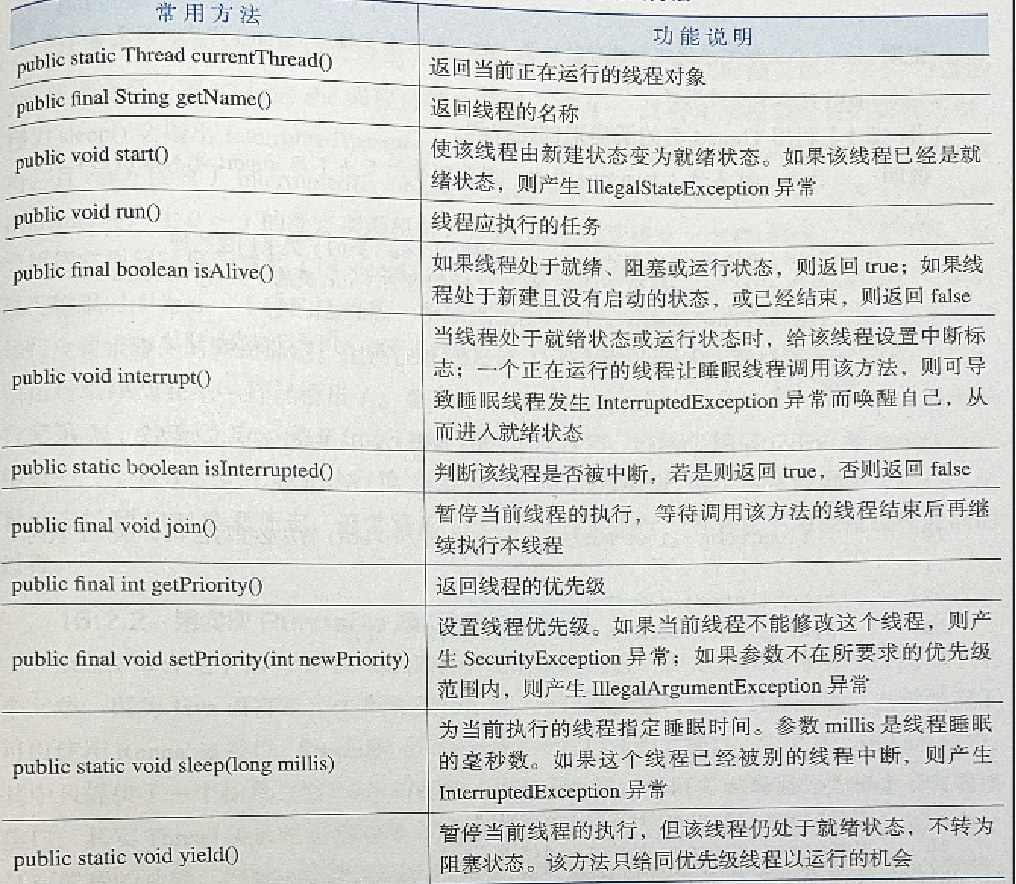 常用方法
功能说明
public static Thread currentThread()
返回当前正在运行的线程对象
public final String getName()
返回线程的名称
public void start()
使该线程由新建状态变为就绪状态。如果该线程已经是就
绪状态，则产生 IllegalStateException 异常
public void run()
线程应执行的任务
public final boolean isAlive()
如果线程处于就绪、阻塞或运行状态，则返回 true；如果线
程处于新建且没有启动的状态，或已经结束，则返回 false
public void interrupt()
当线程处于就绪状态或运行状态时，给该线程设置中断标
志；一个正在运行的线程让睡眠线程调用该方法，则可导
致睡眠线程发生 InterruptedException 异常而唤醒自己，从
而进入就绪状态
public static boolean isInterrupted()
判断该线程是否被中断，若是则返回 true，否则返回 false
public final void join()
暂停当前线程的执行，等待调用该方法的线程结束后再继
续执行本线程
public final int getPriority()
返回线程的优先级
public final void setPriority(int newPriority)
设置线程优先级。如果当前线程不能修改这个线程，则产
生 SecurityException 异常；如果参数不在所要求的优先级
范围内，则产生 IllegalArgumentException 异常
public static void sleep(long millis)
为当前执行的线程指定睡眠时间。参数 millis 是线程睡眠
的毫秒数。如果这个线程已经被别的线程中断，则产生
InterruptedException 异常
public static void yield()
暂停当前线程的执行，但该线程仍处于就绪状态，不转为
阻塞状态。该方法只给同优先级线程以运行的机会